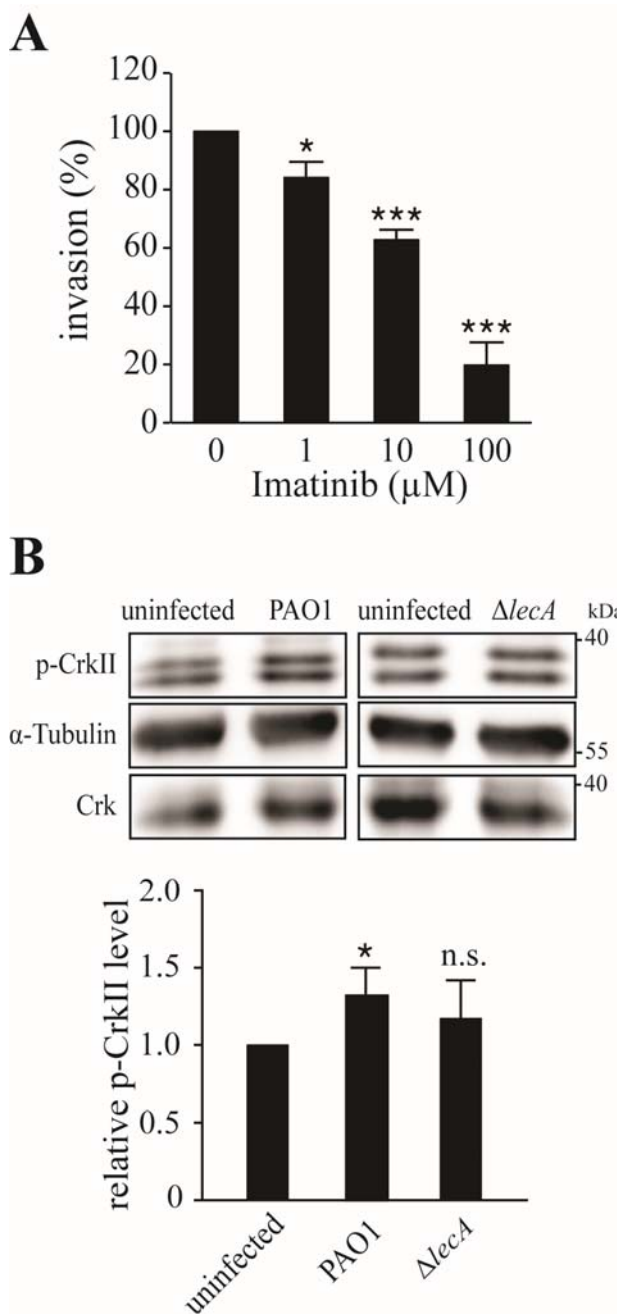 A
120
100
80
60
40
20
0
invasion (%)
*
***
***
0 1 10 100
Imatinib (µM)
B
uninfected PAO1 uninfected ΔlecA kDa
p-CrkII 40
α-Tubulin 55
Crk 40
2.0
1.5
1.0
0.5
0
relative p-CrkII level
*
n.s.
uninfected PAO1 ΔlecA